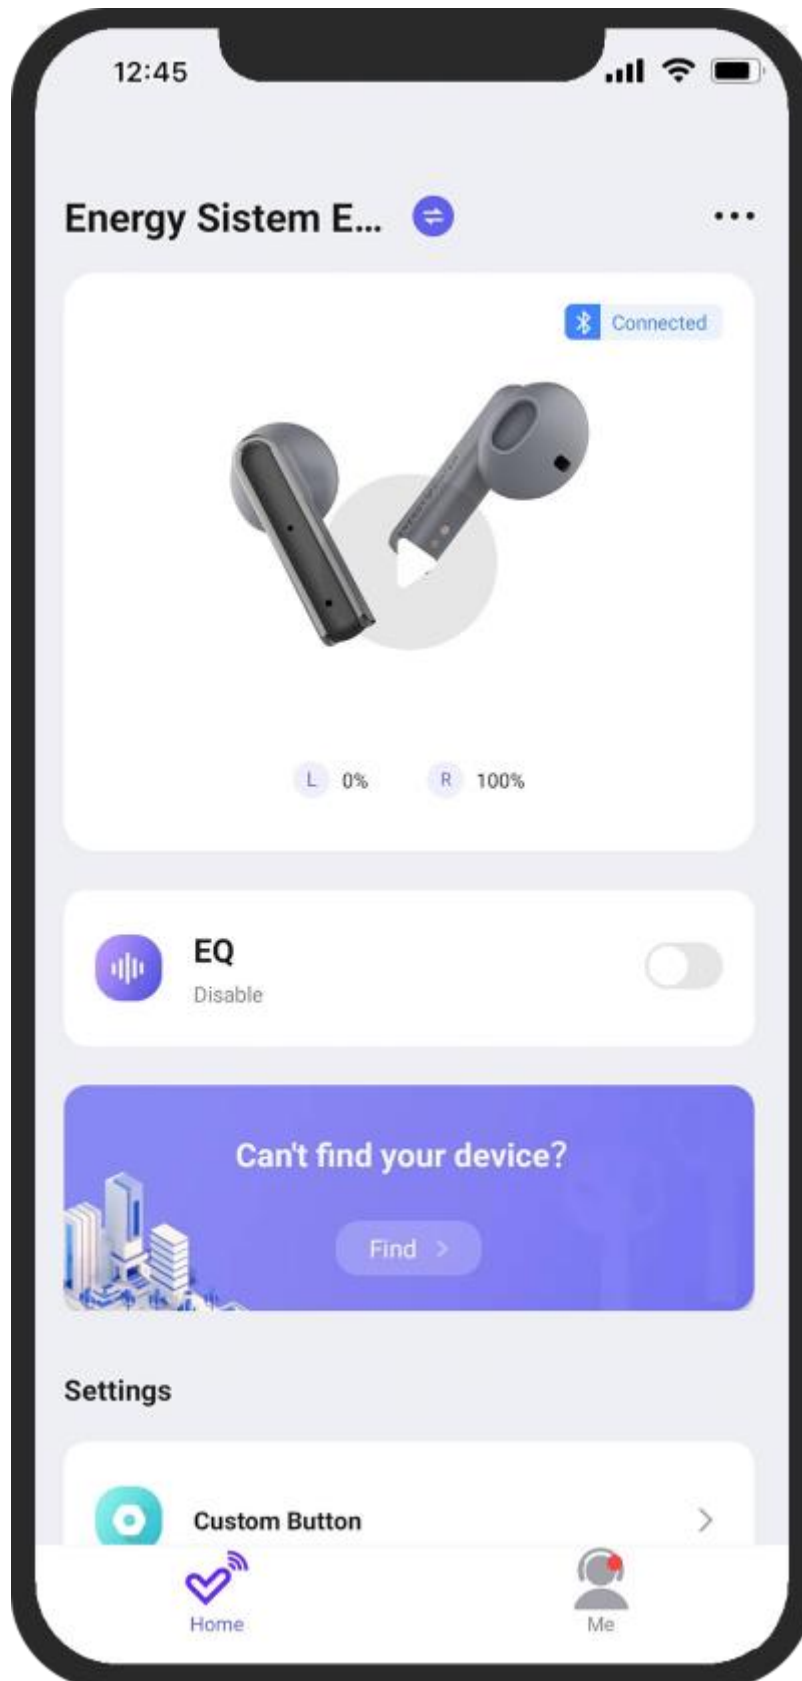 12:45
Energy Sistem E...
Connected
L 0% R 100%
EQ
Disable
Can't find your device?
Find >
Settings
Custom Button
Home
Me